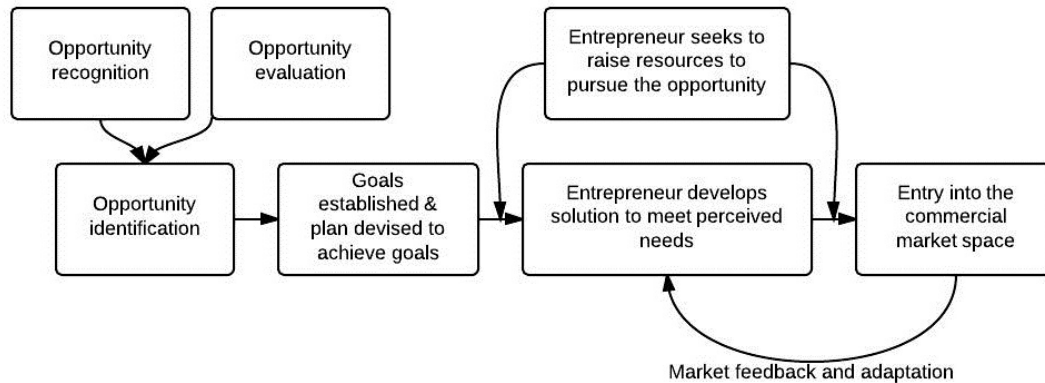 Opportunity
recognition
Opportunity
evaluation
Entrepreneur seeks to
raise resources to
pursue the opportunity
Opportunity
identification
Goals
established &
plan devised to
achieve goals
Entrepreneur develops
solution to meet perceived
needs
Entry into the
commercial
market space
Market feedback and adaptation